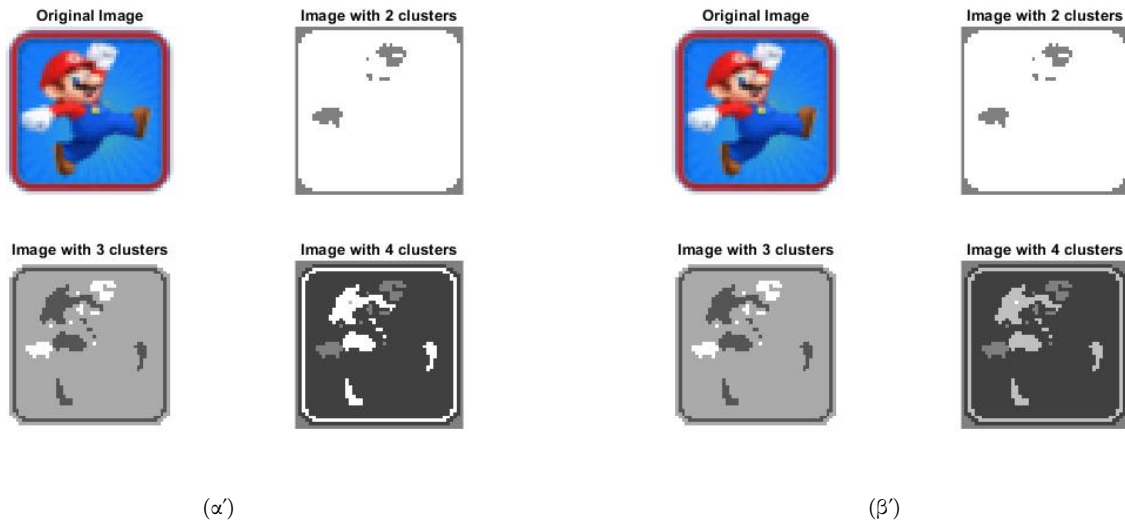 Original Image
Image with 2 clusters
Original Image
Image with 2 clusters
Image with 3 clusters
Image with 4 clusters
Image with 3 clusters
Image with 4 clusters
(α′)
(β′)